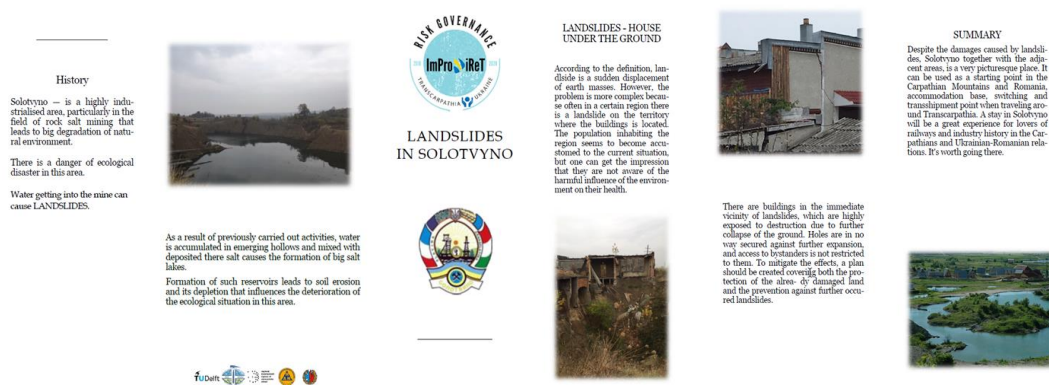 History
Solotvyno — is a highly indu-
strialised area, particularly in the
field of rock salt mining that
leads to big degradation of natu-
ral environment.
There is a danger of ecological
disaster in this area.
Water getting into the mine can
cause LANDSLIDES.
As a result of previously carried out activities, water
is accumulated in emerging hollows and mixed with
deposited there salt causes the formation of big salt
lakes.
Formation of such reservoirs leads to soil erosion
and its depletion that influences the deterioration of
the ecological situation in this area.
TUDelft
RISK GOVERNANCE
ImProDiReT
TRANSCARPATHIA UKRAINE
LANDSLIDES
IN SOLOTVYNO
LANDSLIDES - HOUSE
UNDER THE GROUND
According to the definition, lan-
dlside is a sudden displacement
of earth masses. However, the
problem is more complex becau-
se often in a certain region there
is a landslide on the territory
where the buildings is located.
The population inhabiting the
region seems to become accu-
stomed to the current situation,
but one can get the impression
that they are not aware of the
harmful influence of the environ-
ment on their health.
There are buildings in the immediate
vicinity of landslides, which are highly
exposed to destruction due to further
collapse of the ground. Holes are in no
way secured against further expansion,
and access to bystanders is not restricted
to them. To mitigate the effects, a plan
should be created covering both the pro-
tection of the alrea- dy damaged land
and the prevention against further occu-
red landslides.
SUMMARY
Despite the damages caused by landsli-
des, Solotvyno together with the adja-
cent areas, is a very picturesque place. It
can be used as a starting point in the
Carpathian Mountains and Romania,
accommodation base, switching and
transshipment point when traveling aro-
und Transcarpathia. A stay in Solotvyno
will be a great experience for lovers of
railways and industry history in the Car-
pathians and Ukrainian-Romanian rela-
tions. It's worth going there.